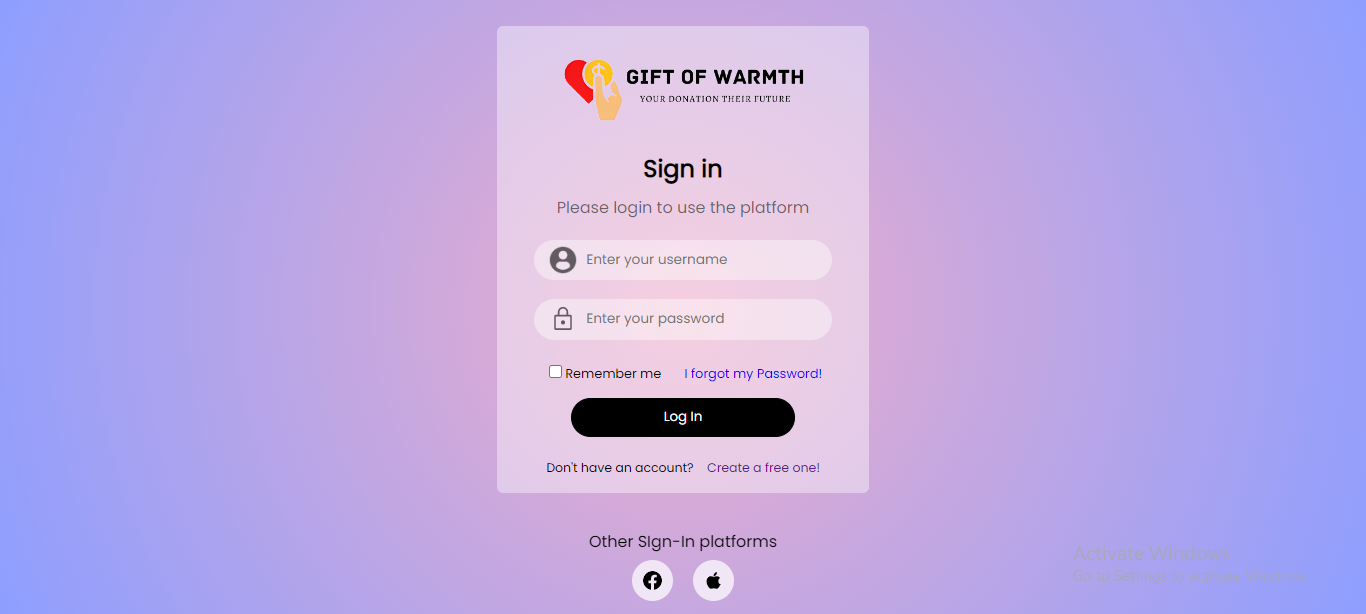 GIFT OF WARMTH
YOUR DONATION THEIR FUTURE
Sign in
Please login to use the platform
Enter your username
Enter your password
Remember me I forgot my Password!
Log In
Don't have an account? Create a free one!
Other SIgn-In platforms
Activate Windows
Go to Settings to activate Windows.